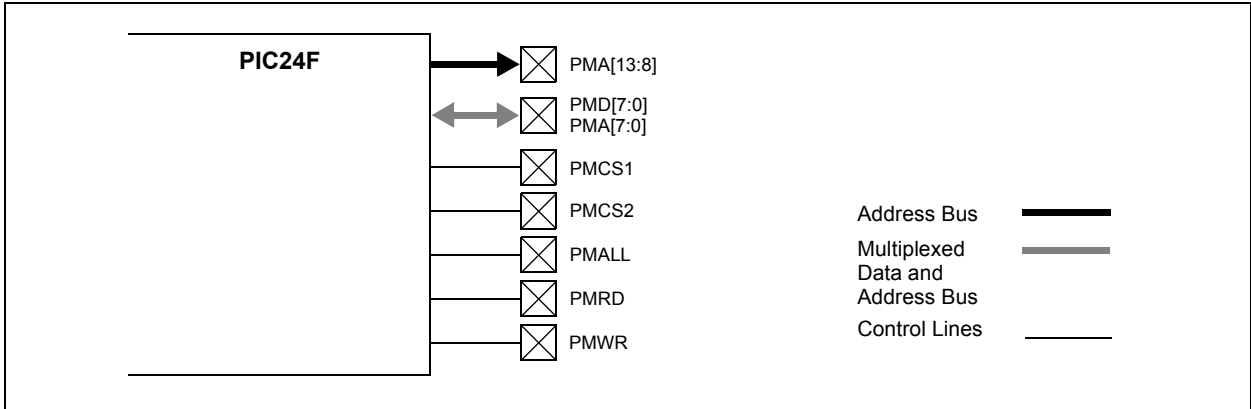 PIC24F
PMA[13:8]
PMD[7:0]
PMA[7:0]
PMCS1
PMCS2
PMALL
PMRD
PMWR
Address Bus
Multiplexed
Data and
Address Bus
Control Lines